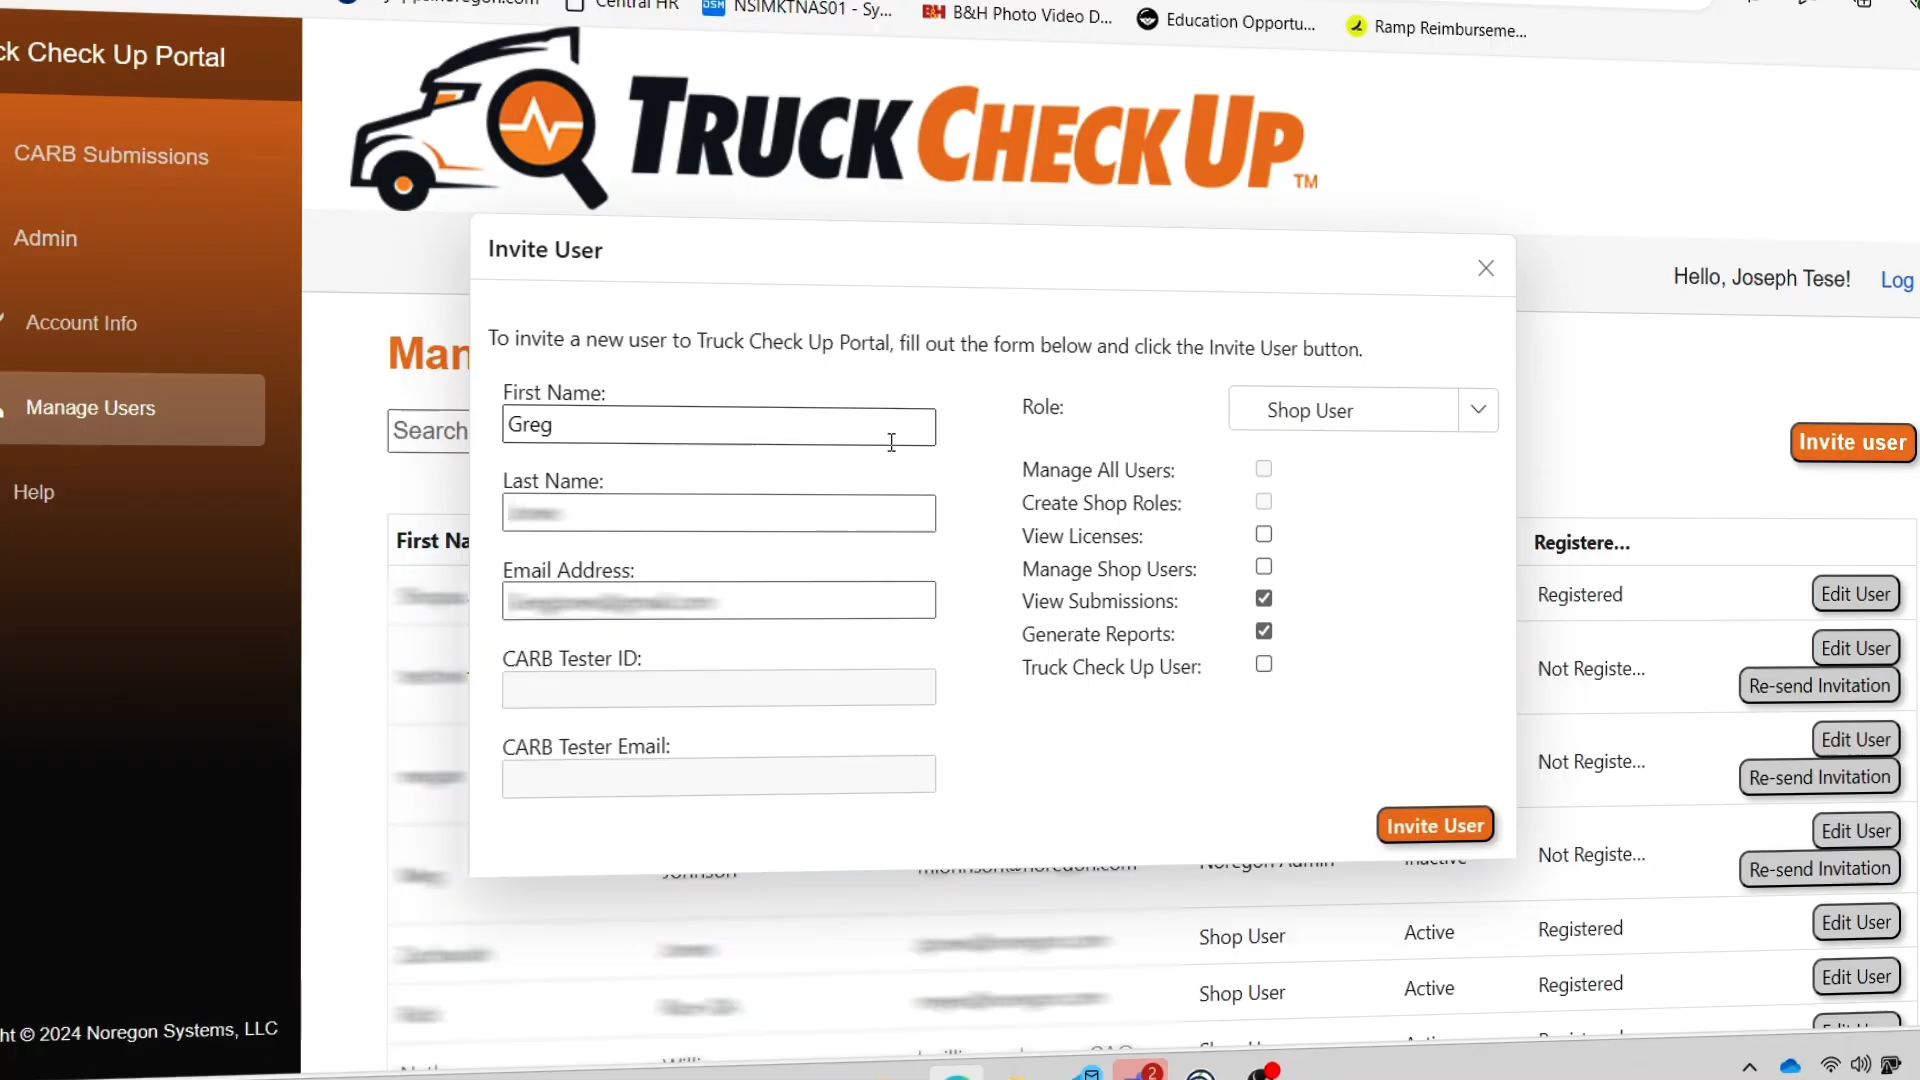 Central HR
NSIMKTNAS01 - Sy...
B&H Photo Video D...
Education Opportu...
Ramp Reimburseme...
ck Check Up Portal
TRUCKCHECKUP TM
CARB Submissions
Admin
Account Info
Manage Users
Help
Hello, Joseph Tese!
Log
Man
Search
Invite user
Invite User
To invite a new user to Truck Check Up Portal, fill out the form below and click the Invite User button.
First Name:
Greg
Last Name:
Email Address:
CARB Tester ID:
CARB Tester Email:
Role:
Shop User
Manage All Users:
Create Shop Roles:
View Licenses:
Manage Shop Users:
View Submissions:
Generate Reports:
Truck Check Up User:
Invite User
First Na
Registere...
Registered
Edit User
Not Registe...
Edit User
Re-send Invitation
Not Registe...
Edit User
Re-send Invitation
Johnson
Noregon Admin
Inactive
Not Registe...
Edit User
Re-send Invitation
Shop User
Active
Registered
Edit User
Shop User
Active
Registered
Edit User
ht © 2024 Noregon Systems, LLC
2